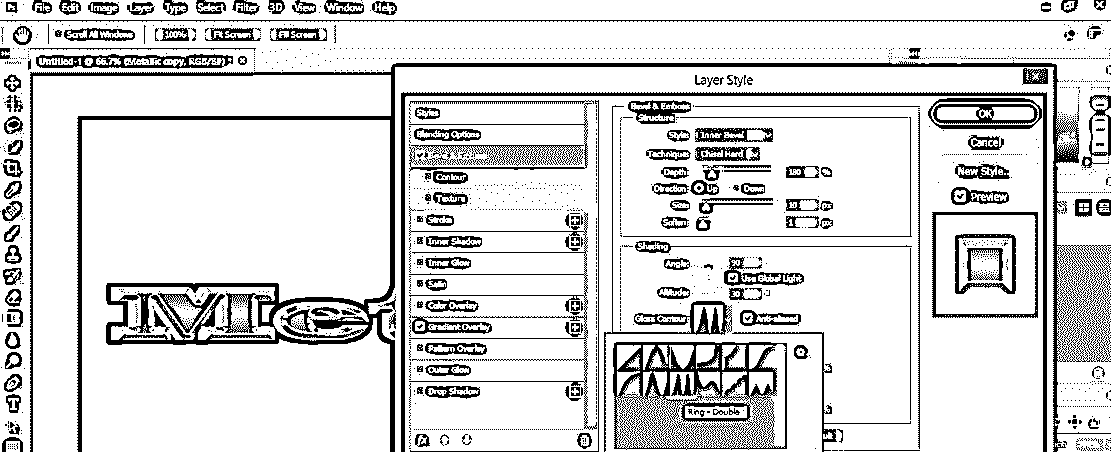 File Edit Image Layer Type Select Filter 3D View Window Help
Scroll All Windows 100% Fit Screen Fill Screen
Untitled-1 @ 66.7% (Metallic copy, RGB/8#) *
Layer Style
Styles
Blending Options
Contour
Texture
Stroke
Inner Shadow
Inner Glow
Satin
Color Overlay
Gradient Overlay
Pattern Overlay
Outer Glow
Drop Shadow
fx
Bevel & Emboss
Structure
Style: Inner Bevel
Technique: Chisel Hard
Depth: 180 %
Direction: Up Down
Size: px
Soften: 1 px
Shading
Angle:
Use Global Light
Altitude: 30
Gloss Contour: Anti-aliased
Ring - Double
OK
Cancel
New Style...
Preview
Me